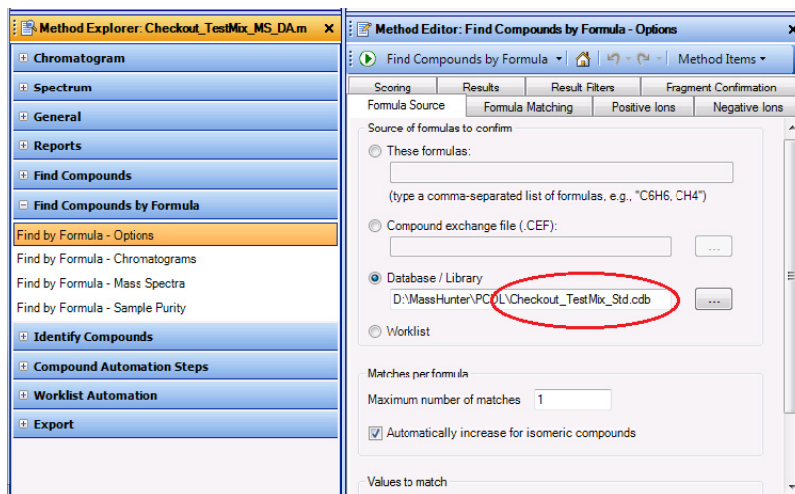 Method Explorer: Checkout_TestMix_MS_DA.m
Chromatogram
Spectrum
General
Reports
Find Compounds
Find Compounds by Formula
Find by Formula - Options
Find by Formula - Chromatograms
Find by Formula - Mass Spectra
Find by Formula - Sample Purity
Identify Compounds
Compound Automation Steps
Worklist Automation
Export
Method Editor: Find Compounds by Formula - Options
Find Compounds by Formula
Method Items
Scoring Results Result Filters Fragment Confirmation
Formula Source Formula Matching Positive Ions Negative Ions
Source of formulas to confirm
These formulas:
(type a comma-separated list of formulas, e.g., "C6H6, CH4")
Compound exchange file (.CEF):
...
Database / Library
D:\MassHunter\PCDL\Checkout_TestMix_Std.cdb
...
Worklist
Matches per formula
Maximum number of matches 1
Automatically increase for isomeric compounds
Values to match